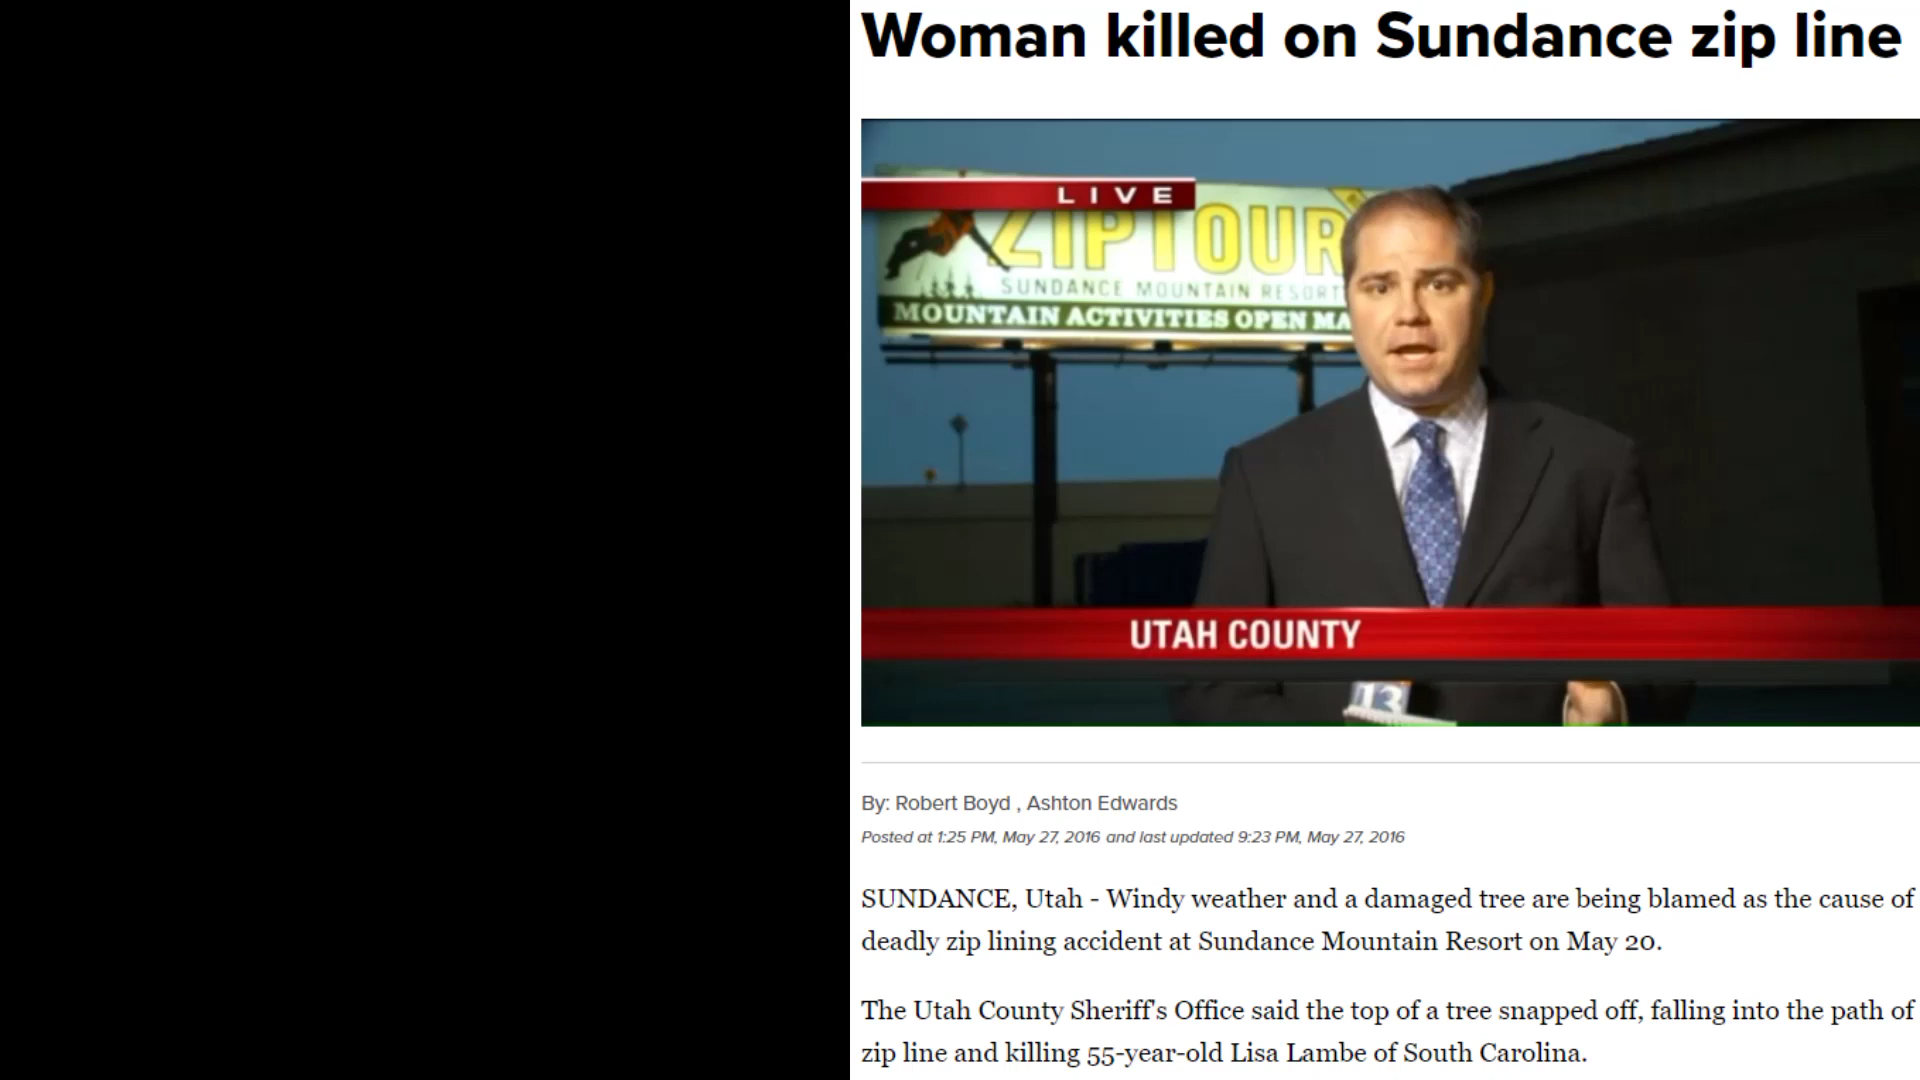 Woman killed on Sundance zip line
LIVE
ZIPTOUR
SUNDANCE MOUNTAIN RESORT
MOUNTAIN ACTIVITIES OPEN MA
UTAH COUNTY
13
By: Robert Boyd , Ashton Edwards
Posted at 1:25 PM, May 27, 2016 and last updated 9:23 PM, May 27, 2016
SUNDANCE, Utah - Windy weather and a damaged tree are being blamed as the cause of
deadly zip lining accident at Sundance Mountain Resort on May 20.
The Utah County Sheriff's Office said the top of a tree snapped off, falling into the path of
zip line and killing 55-year-old Lisa Lambe of South Carolina.